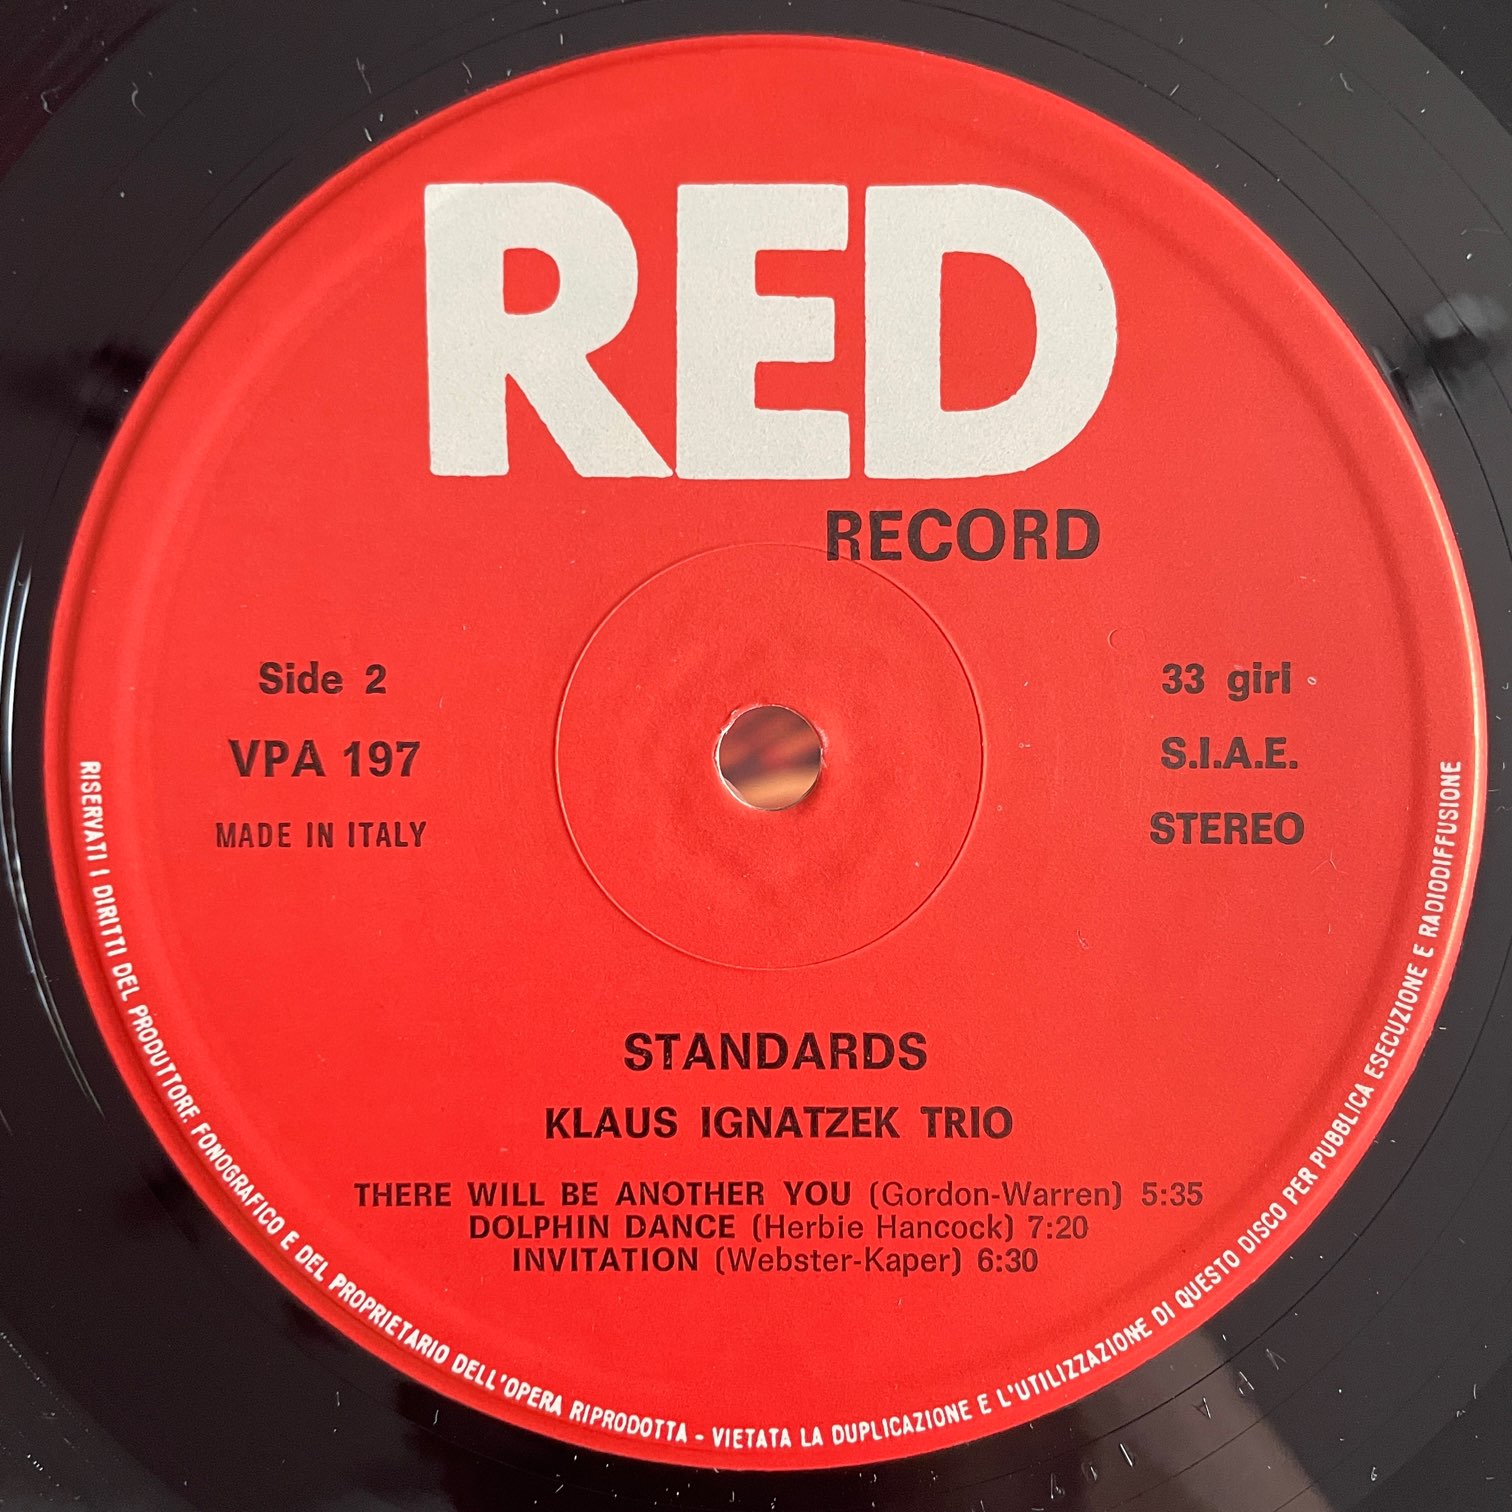 RED
RECORD
Side 2
VPA 197
MADE IN ITALY
33 giri
S.I.A.E.
STEREO
STANDARDS
KLAUS IGNATZEK TRIO
THERE WILL BE ANOTHER YOU (Gordon-Warren) 5:35
DOLPHIN DANCE (Herbie Hancock) 7:20
INVITATION (Webster-Kaper) 6:30
RISERVATI I DIRITTI DEL PRODUTTORE. FONOGRAFICO E DEL PROPRIETARIO DELL'OPERA RIPRODOTTA - VIETATA LA DUPLICAZIONE E L'UTILIZZAZIONE DI QUESTO DISCO PER PUBBLICA ESECUZIONE E RADIODIFFUSIONE